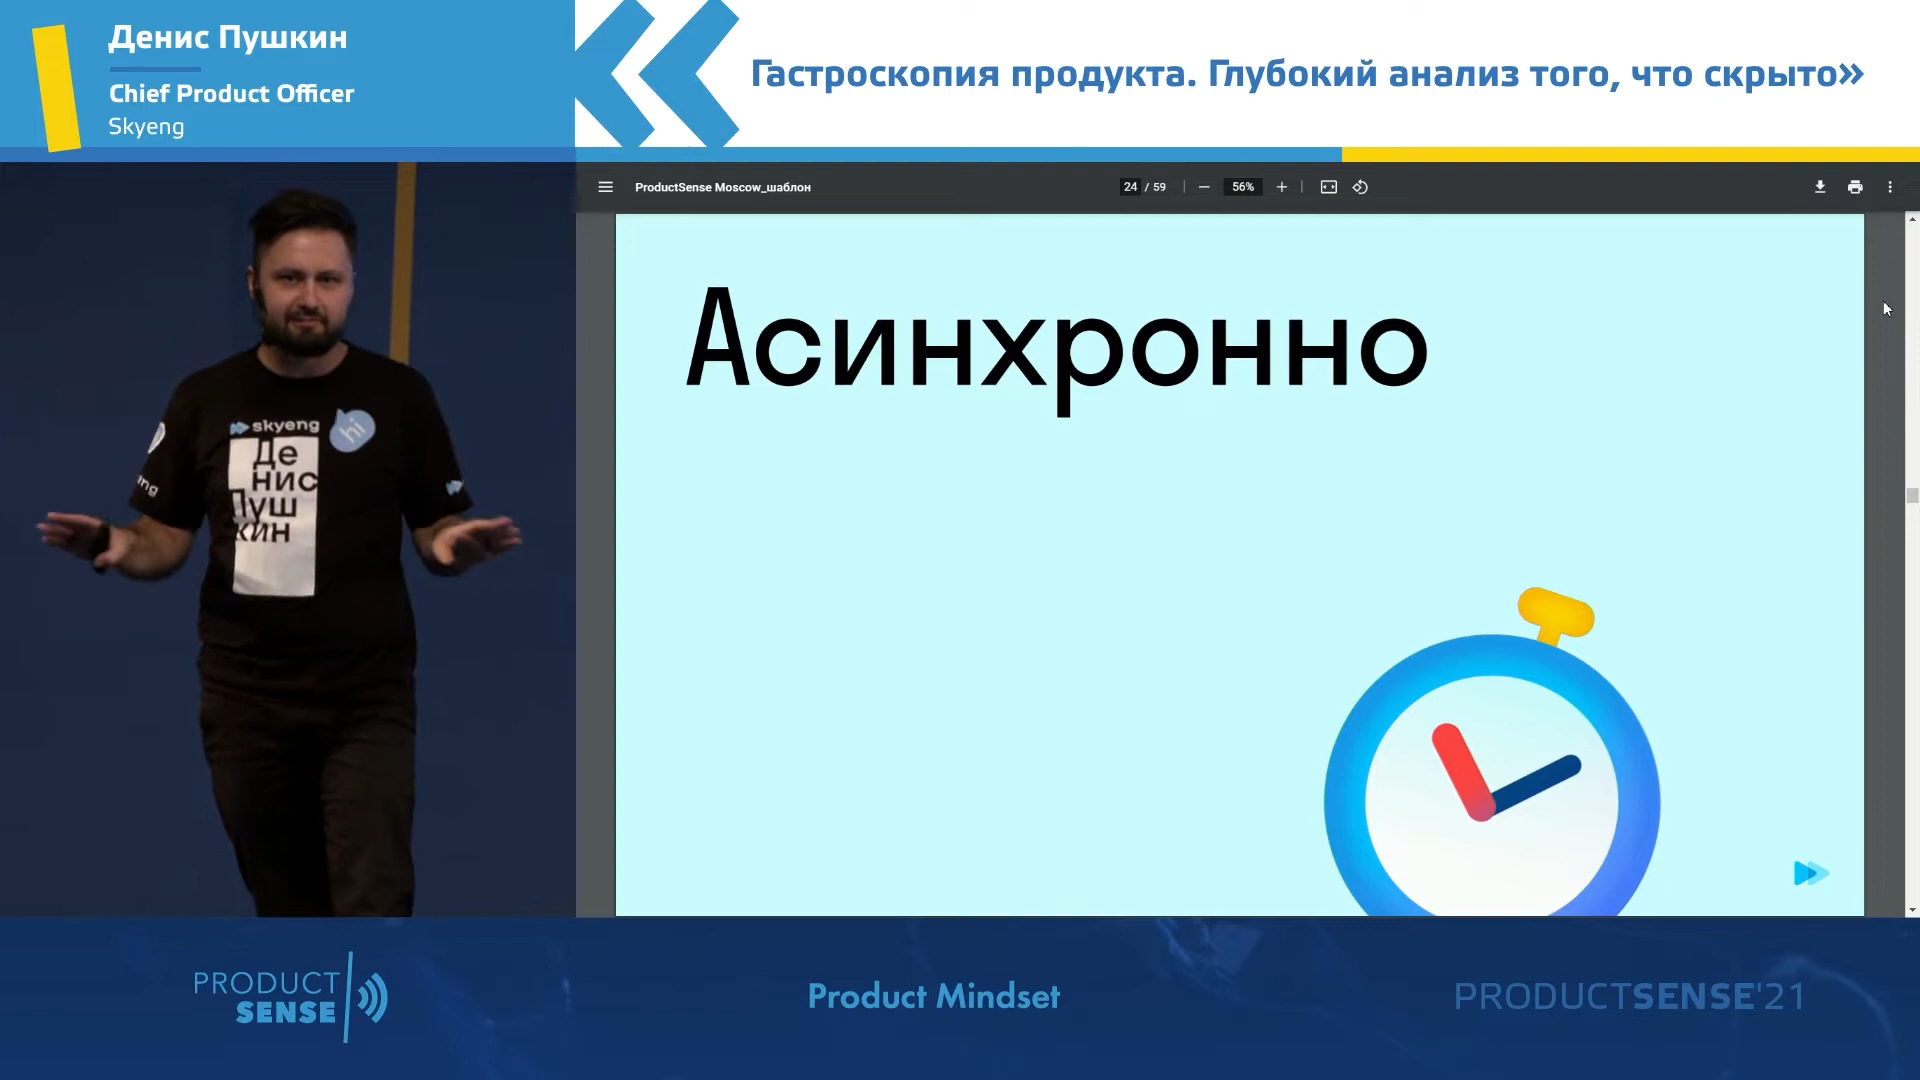 Денис Пушкин
Chief Product Officer
Skyeng
Гастроскопия продукта. Глубокий анализ того, что скрыто»
ProductSense Moscow_шаблон
24 / 59
56%
Асинхронно
skyeng
hi
Де
нис
Пуш
кин
PRODUCT
SENSE
Product Mindset
PRODUCTSENSE'21